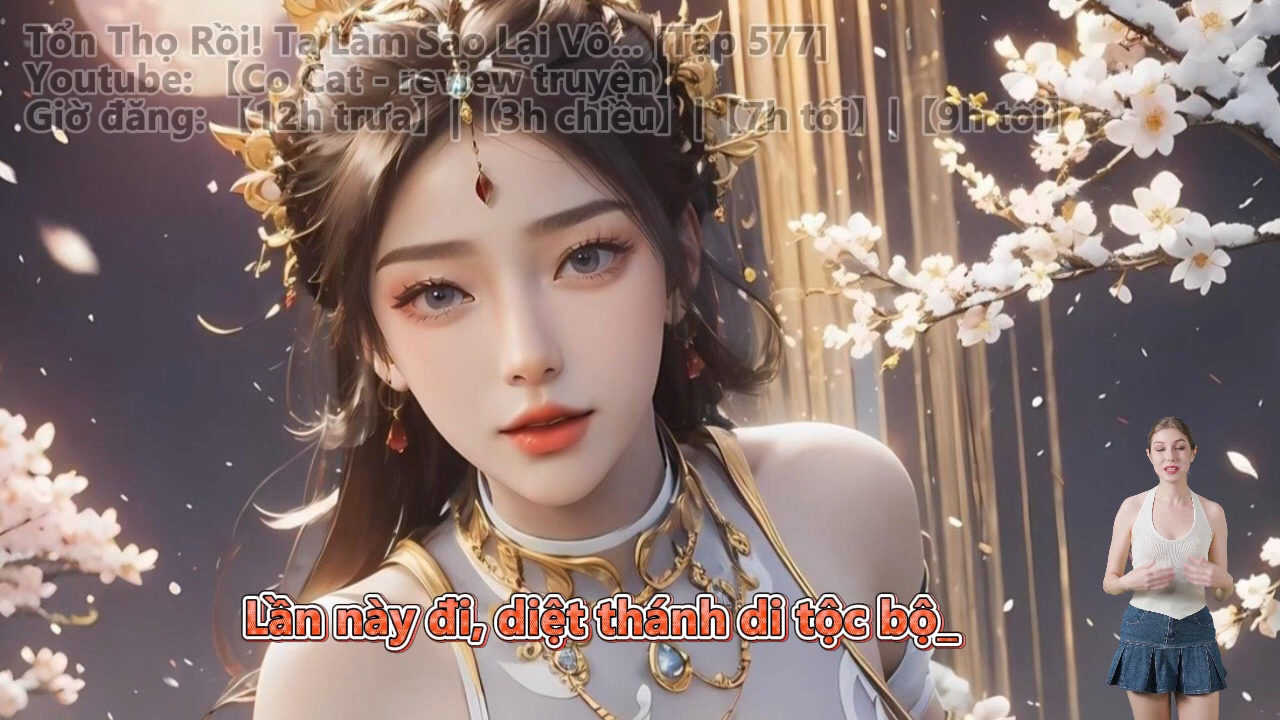 Tổn Thọ Rồi! Ta Làm Sao Lại Vô... [Tập 577]
Youtube: 【Cơ Cat - review truyện】
Giờ đăng: 【12h trưa】 | 【3h chiều】 | 【7h tối】 | 【9h tối】
Lần này đi, diệt thánh di tộc bộ_